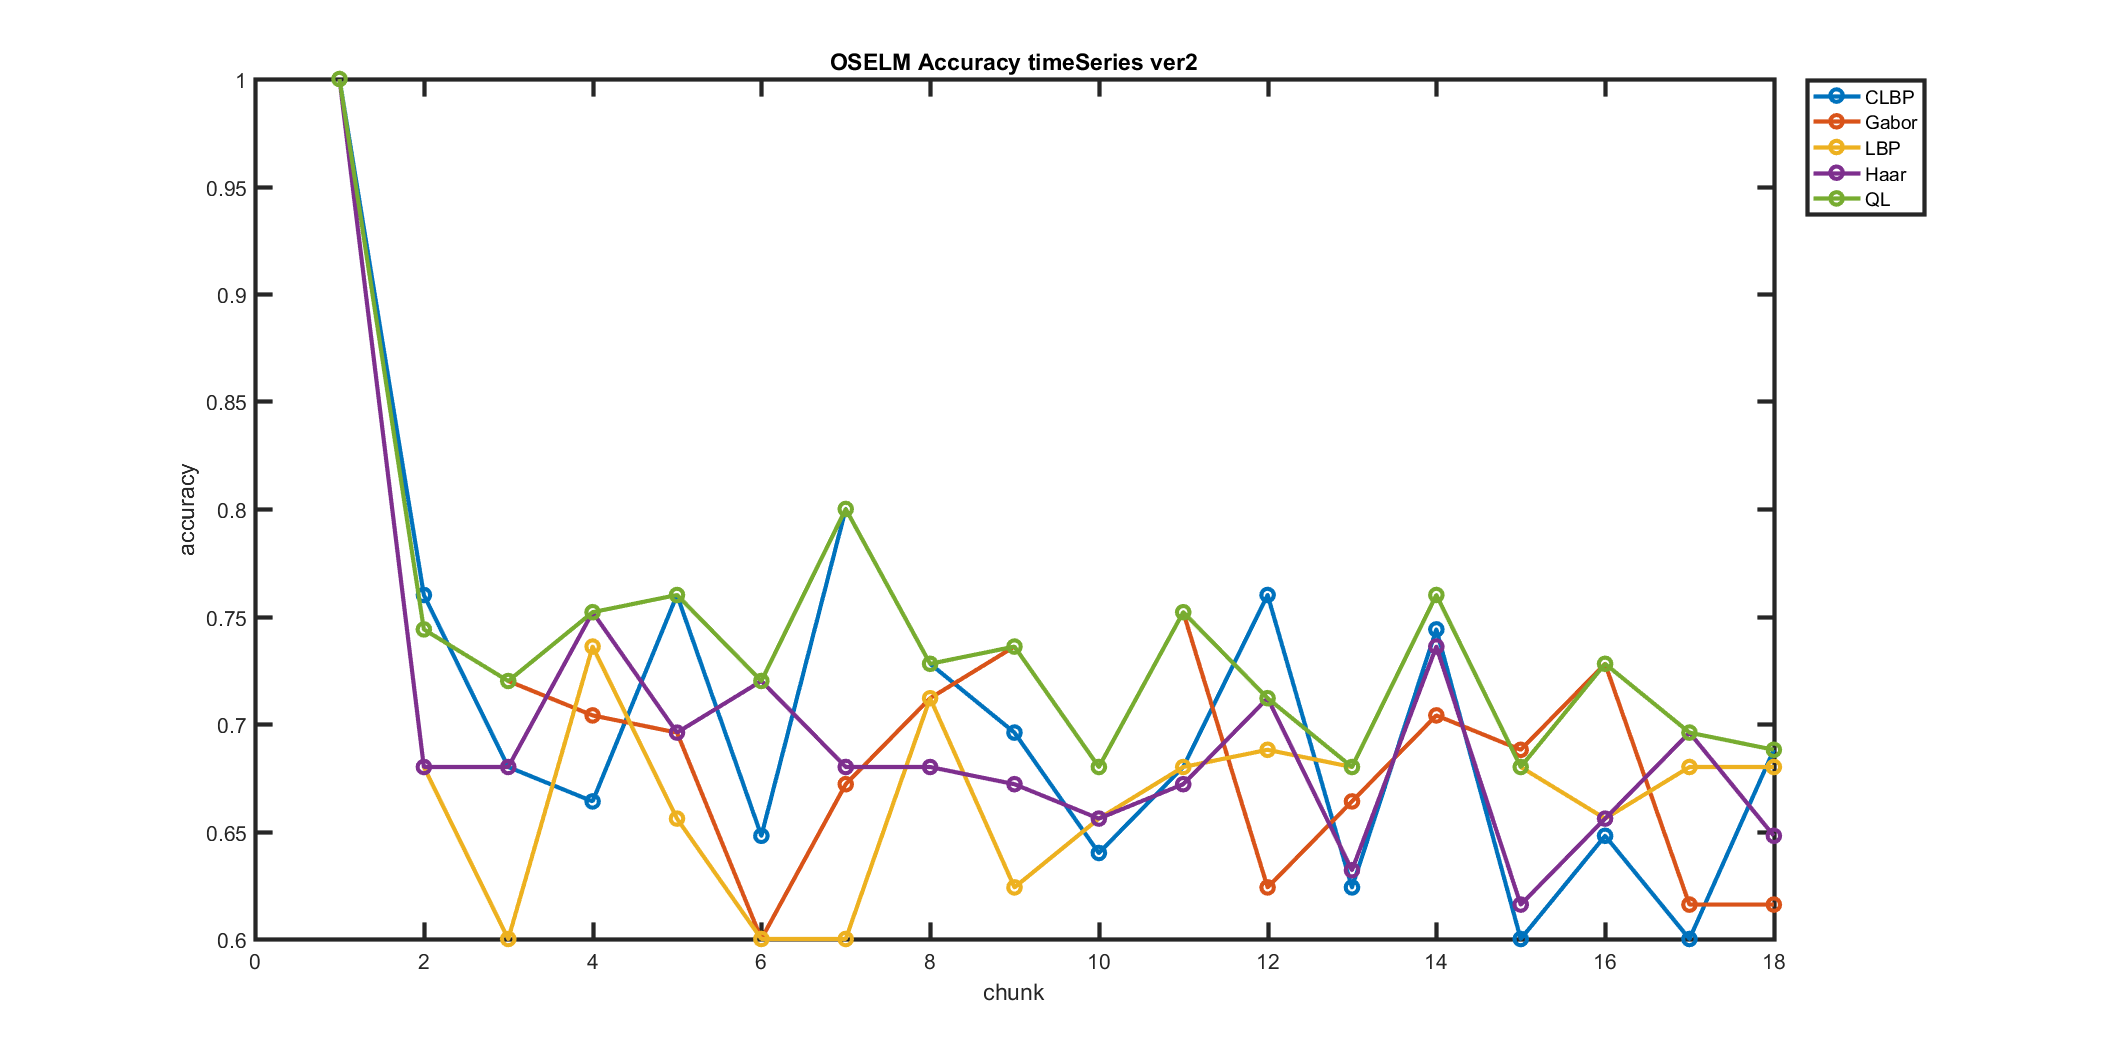 OSELM Accuracy timeSeries ver2
1
0.95
0.9
0.85
0.8
0.75
0.7
0.65
0.6
accuracy
0 2 4 6 8 10 12 14 16 18
chunk
CLBP
Gabor
LBP
Haar
QL